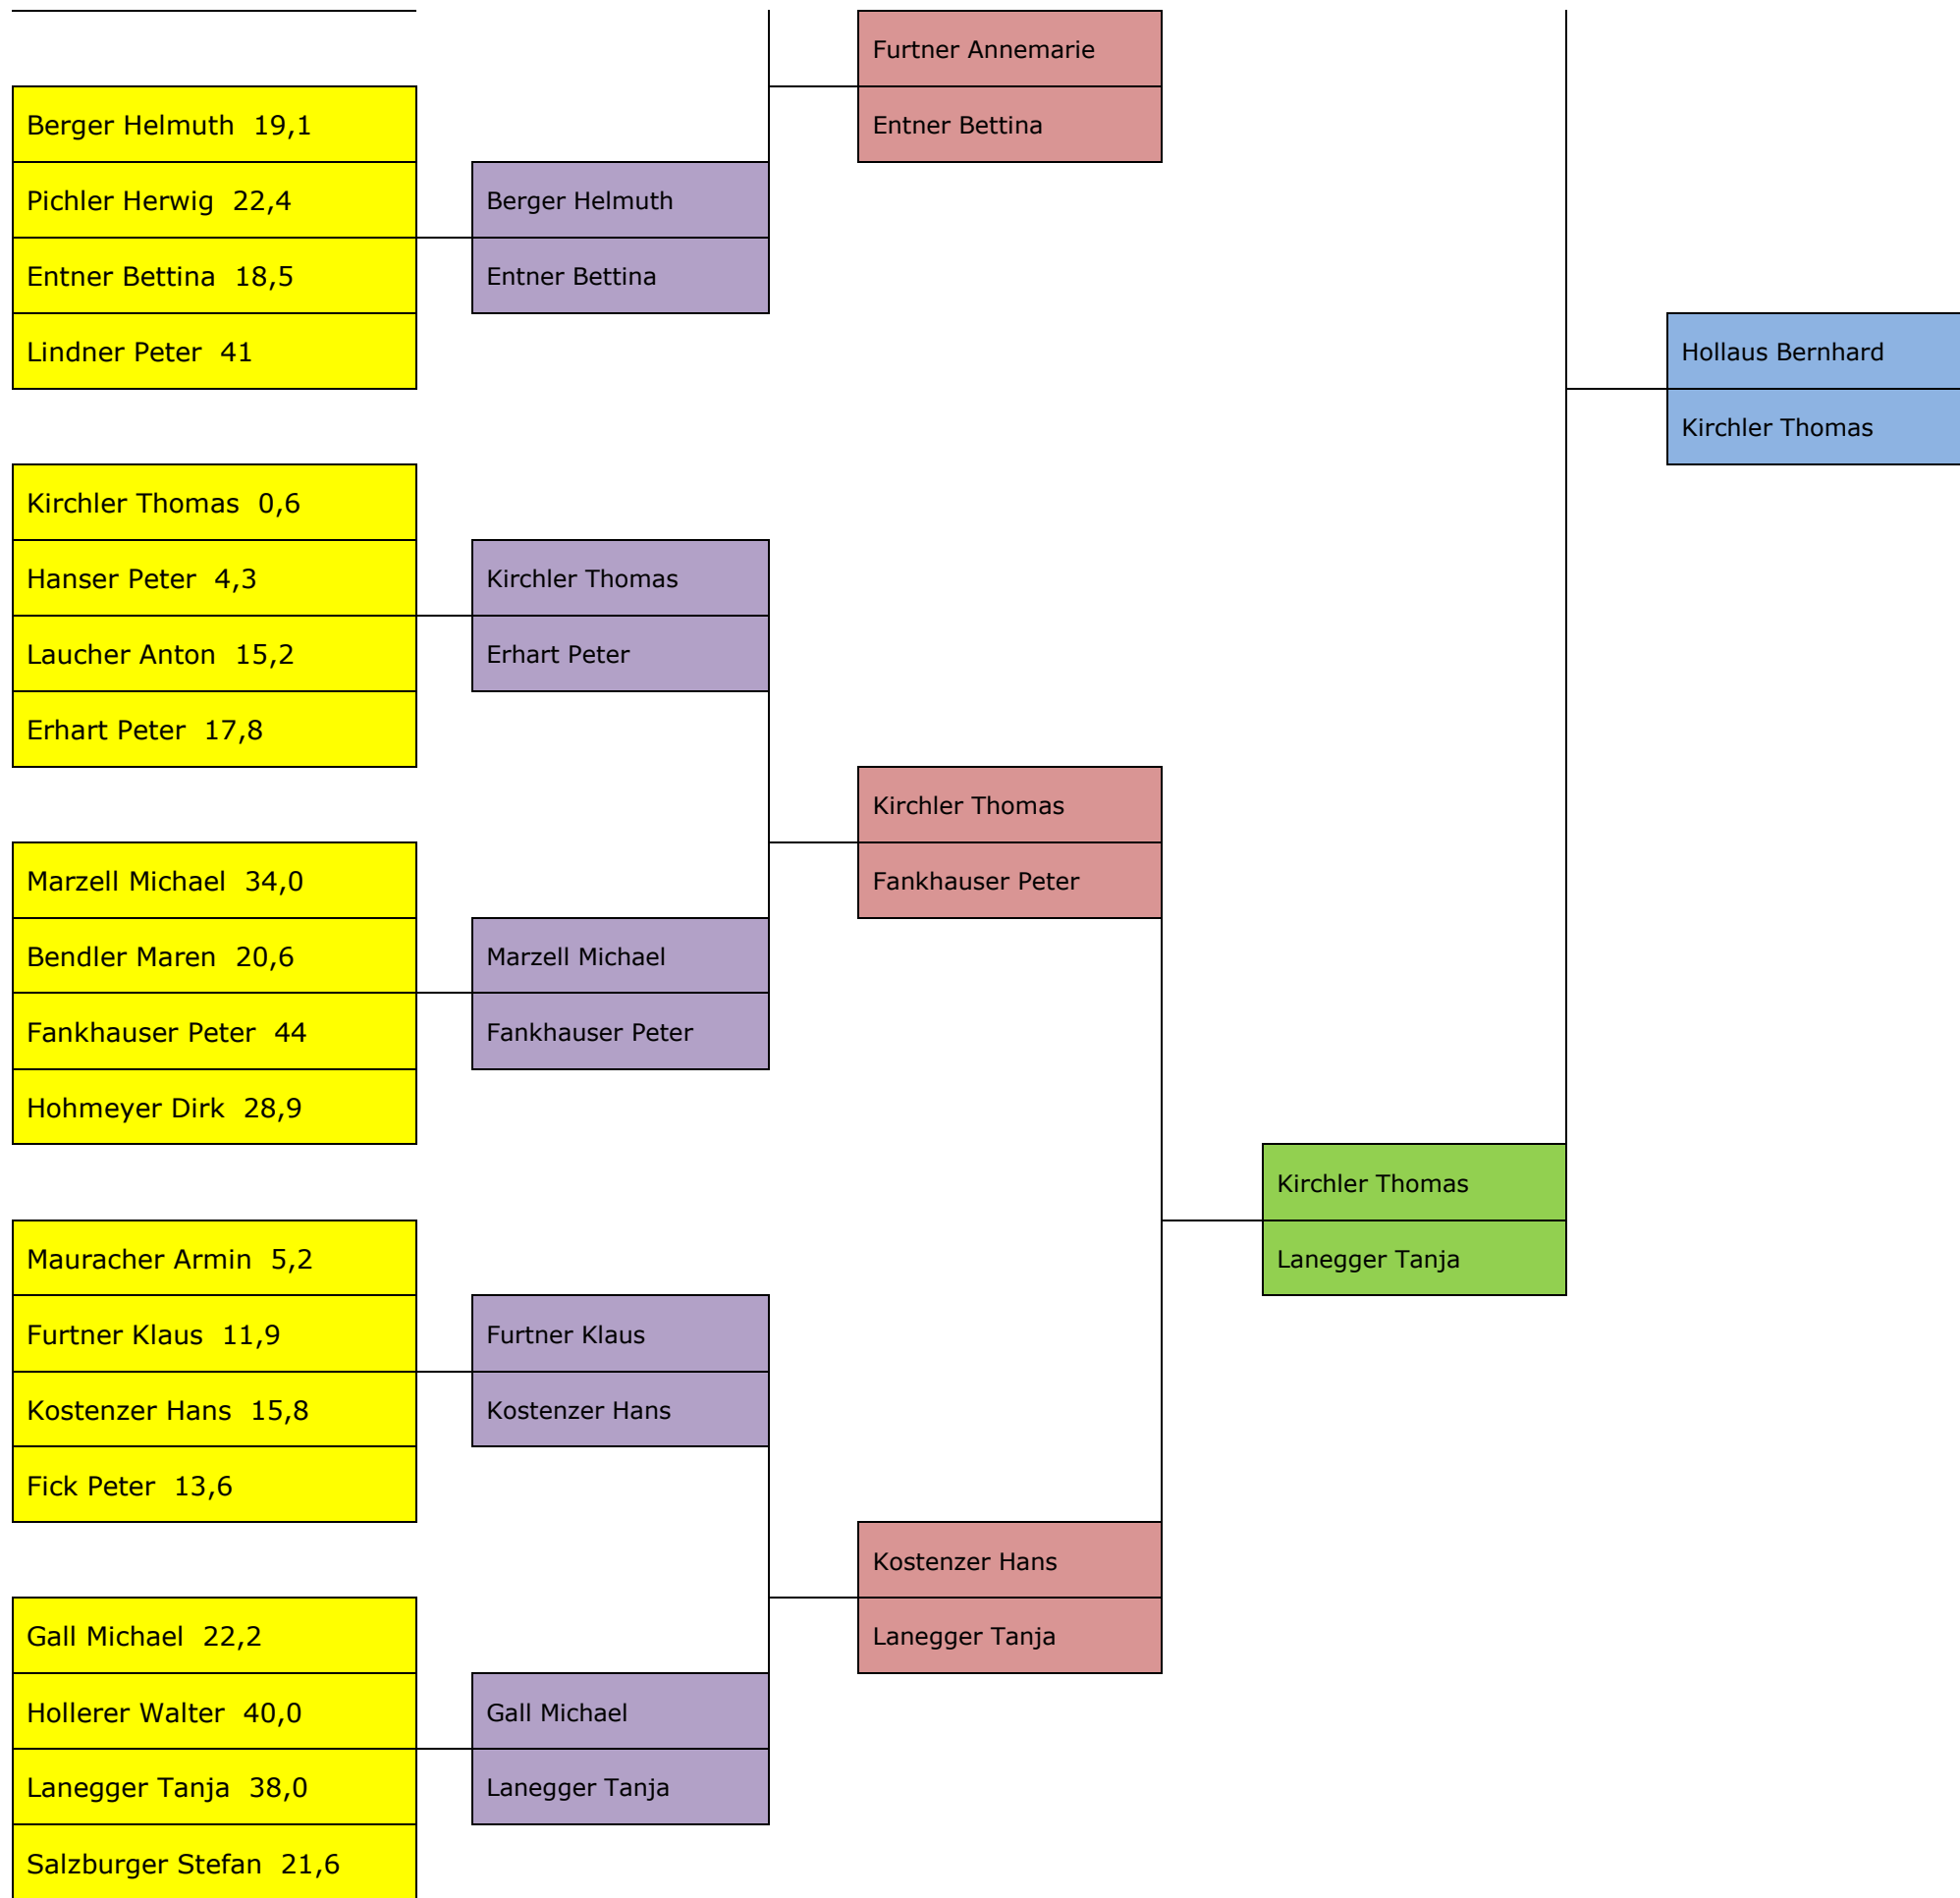 Furtner Annemarie
Entner Bettina
Berger Helmuth 19,1
Pichler Herwig 22,4
Entner Bettina 18,5
Lindner Peter 41
Berger Helmuth
Entner Bettina
Hollaus Bernhard
Kirchler Thomas
Kirchler Thomas 0,6
Hanser Peter 4,3
Laucher Anton 15,2
Erhart Peter 17,8
Kirchler Thomas
Erhart Peter
Kirchler Thomas
Fankhauser Peter
Marzell Michael 34,0
Bendler Maren 20,6
Fankhauser Peter 44
Hohmeyer Dirk 28,9
Marzell Michael
Fankhauser Peter
Kirchler Thomas
Lanegger Tanja
Mauracher Armin 5,2
Furtner Klaus 11,9
Kostenzer Hans 15,8
Fick Peter 13,6
Furtner Klaus
Kostenzer Hans
Kostenzer Hans
Lanegger Tanja
Gall Michael 22,2
Hollerer Walter 40,0
Lanegger Tanja 38,0
Salzburger Stefan 21,6
Gall Michael
Lanegger Tanja